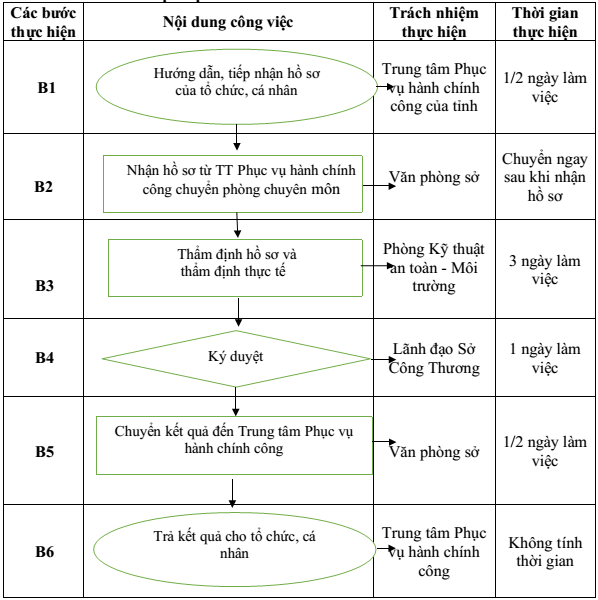 Các bước
thực hiện
Nội dung công việc
Trách nhiệm
thực hiện
Thời gian
thực hiện
B1
Hướng dẫn, tiếp nhận hồ sơ
của tổ chức, cá nhân
Trung tâm Phục
vụ hành chính
công của tỉnh
1/2 ngày làm
việc
B2
Nhận hồ sơ từ TT Phục vụ hành chính
công chuyển phòng chuyên môn
Văn phòng sở
Chuyển ngay
sau khi nhận
hồ sơ
B3
Thẩm định hồ sơ và
thẩm định thực tế
Phòng Kỹ thuật
an toàn - Môi
trường
3 ngày làm
việc
B4
Ký duyệt
Lãnh đạo Sở
Công Thương
1 ngày làm
việc
B5
Chuyển kết quả đến Trung tâm Phục vụ
hành chính công
Văn phòng sở
1/2 ngày làm
việc
B6
Trả kết quả cho tổ chức, cá
nhân
Trung tâm Phục
vụ hành chính
công
Không tính
thời gian